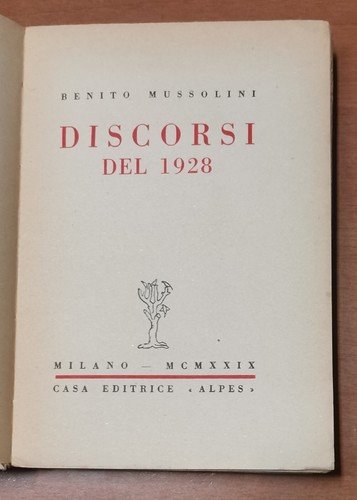 BENITO MUSSOLINI
DISCORSI
DEL 1928
MILANO — MCMXXIX
CASA EDITRICE «ALPES»